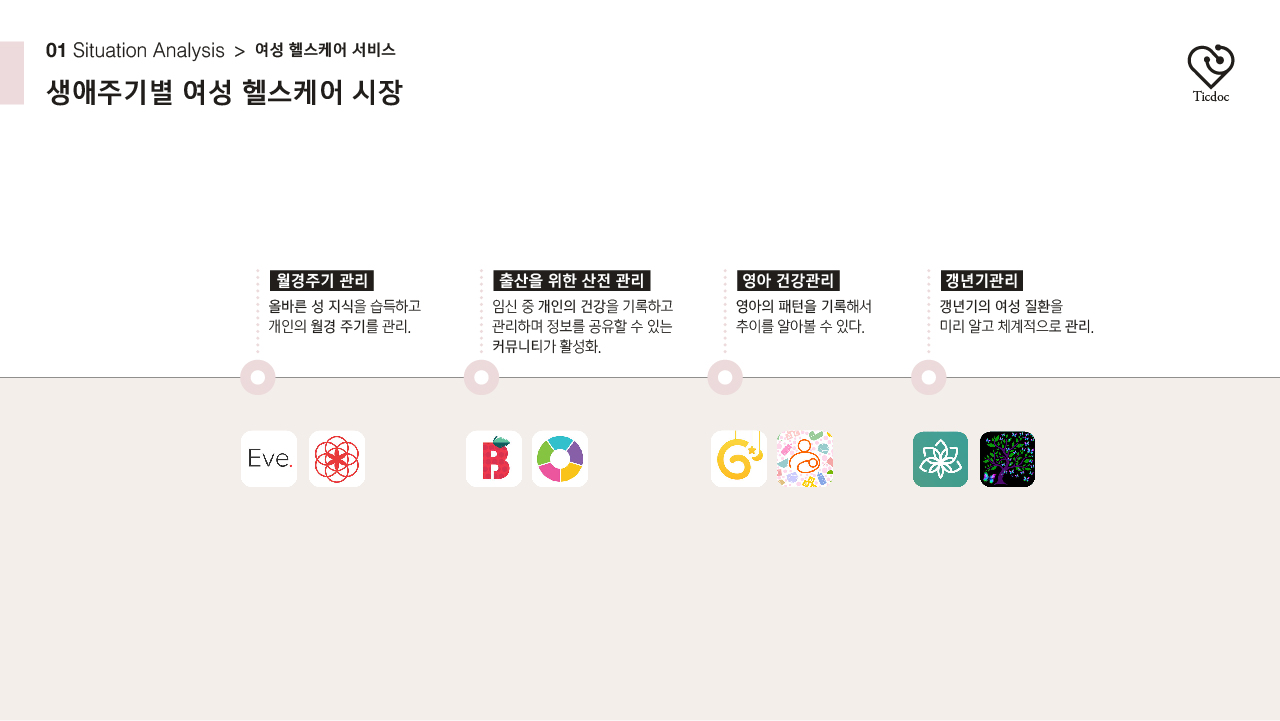 01 Situation Analysis > 여성 헬스케어 서비스
생애주기별 여성 헬스케어 시장
Ticdoc
월경주기 관리
올바른 성 지식을 습득하고
개인의 월경 주기를 관리.
출산을 위한 산전 관리
임신 중 개인의 건강을 기록하고
관리하며 정보를 공유할 수 있는
커뮤니티가 활성화.
영아 건강관리
영아의 패턴을 기록해서
추이를 알아볼 수 있다.
갱년기관리
갱년기의 여성 질환을
미리 알고 체계적으로 관리.
Eve.
B